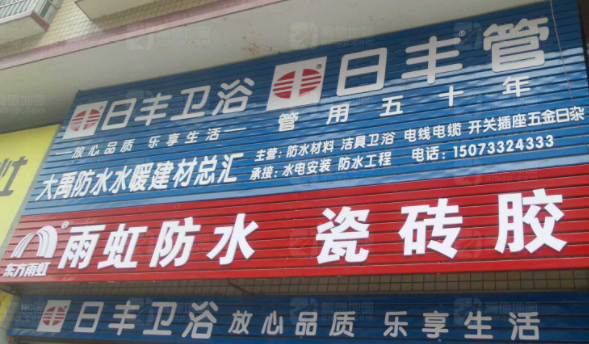 日丰卫浴 日丰管
放心品质 乐享生活 管用五十年
大禹防水水暖建材总汇
主营：防水材料 洁具卫浴 电线电缆 开关插座五金日杂
承接：水电安装 防水工程 电话：15073324333
东方雨虹 雨虹防水 瓷砖胶
日丰卫浴 放心品质 乐享生活